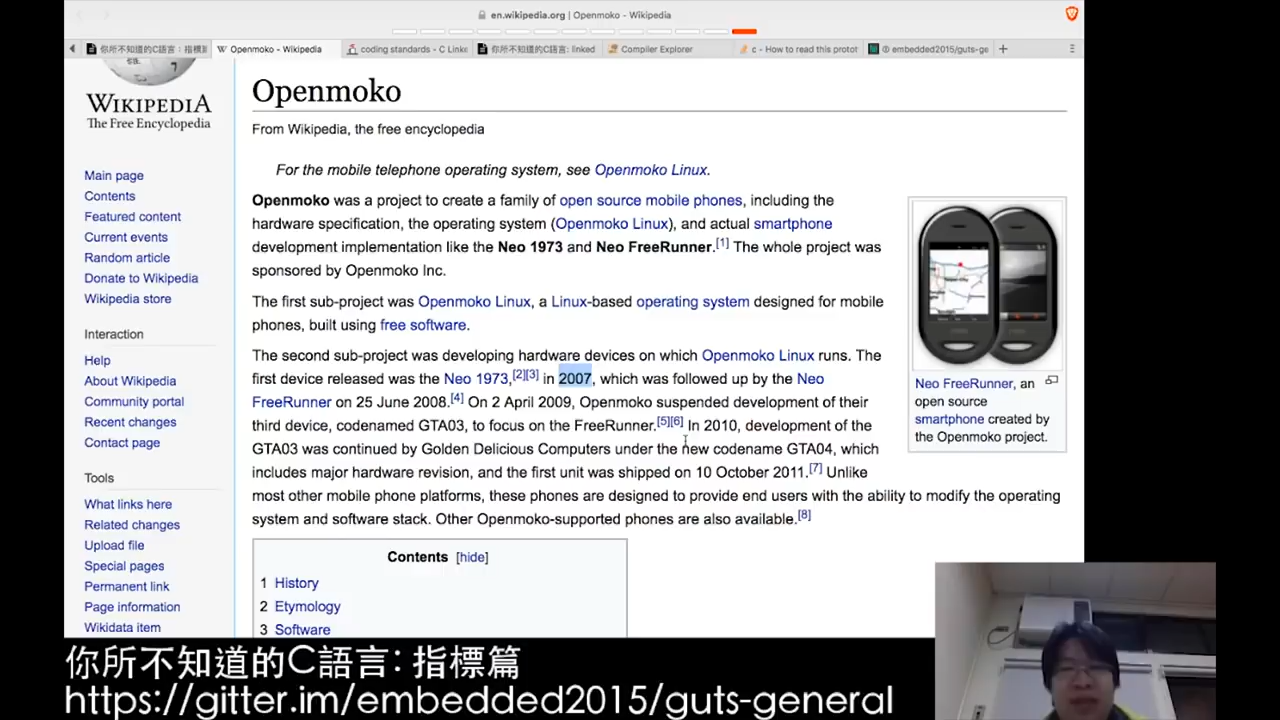 en.wikipedia.org | Openmoko - Wikipedia
你所不知道的C語言：指標
Openmoko - Wikipedia
coding standards - C Link
你所不知道的C語言: linked
Compiler Explorer
c - How to read this protot
embedded2015/guts-ge
Openmoko
WIKIPEDIA
The Free Encyclopedia
From Wikipedia, the free encyclopedia
For the mobile telephone operating system, see Openmoko Linux.
Main page
Contents
Featured content
Current events
Random article
Donate to Wikipedia
Wikipedia store
Interaction
Help
About Wikipedia
Community portal
Recent changes
Contact page
Tools
What links here
Related changes
Upload file
Special pages
Permanent link
Page information
Wikidata item
Openmoko was a project to create a family of open source mobile phones, including the
hardware specification, the operating system (Openmoko Linux), and actual smartphone
development implementation like the Neo 1973 and Neo FreeRunner.[1] The whole project was
sponsored by Openmoko Inc.
The first sub-project was Openmoko Linux, a Linux-based operating system designed for mobile
phones, built using free software.
The second sub-project was developing hardware devices on which Openmoko Linux runs. The
first device released was the Neo 1973,[2][3] in 2007, which was followed up by the Neo
FreeRunner on 25 June 2008.[4] On 2 April 2009, Openmoko suspended development of their
third device, codenamed GTA03, to focus on the FreeRunner.[5][6] In 2010, development of the
GTA03 was continued by Golden Delicious Computers under the new codename GTA04, which
includes major hardware revision, and the first unit was shipped on 10 October 2011.[7] Unlike
most other mobile phone platforms, these phones are designed to provide end users with the ability to modify the operating
system and software stack. Other Openmoko-supported phones are also available.[8]
Neo FreeRunner, an
open source
smartphone created by
the Openmoko project.
Contents [hide]
1 History
2 Etymology
3 Software
你所不知道的C語言: 指標篇
https://gitter.im/embedded2015/guts-general